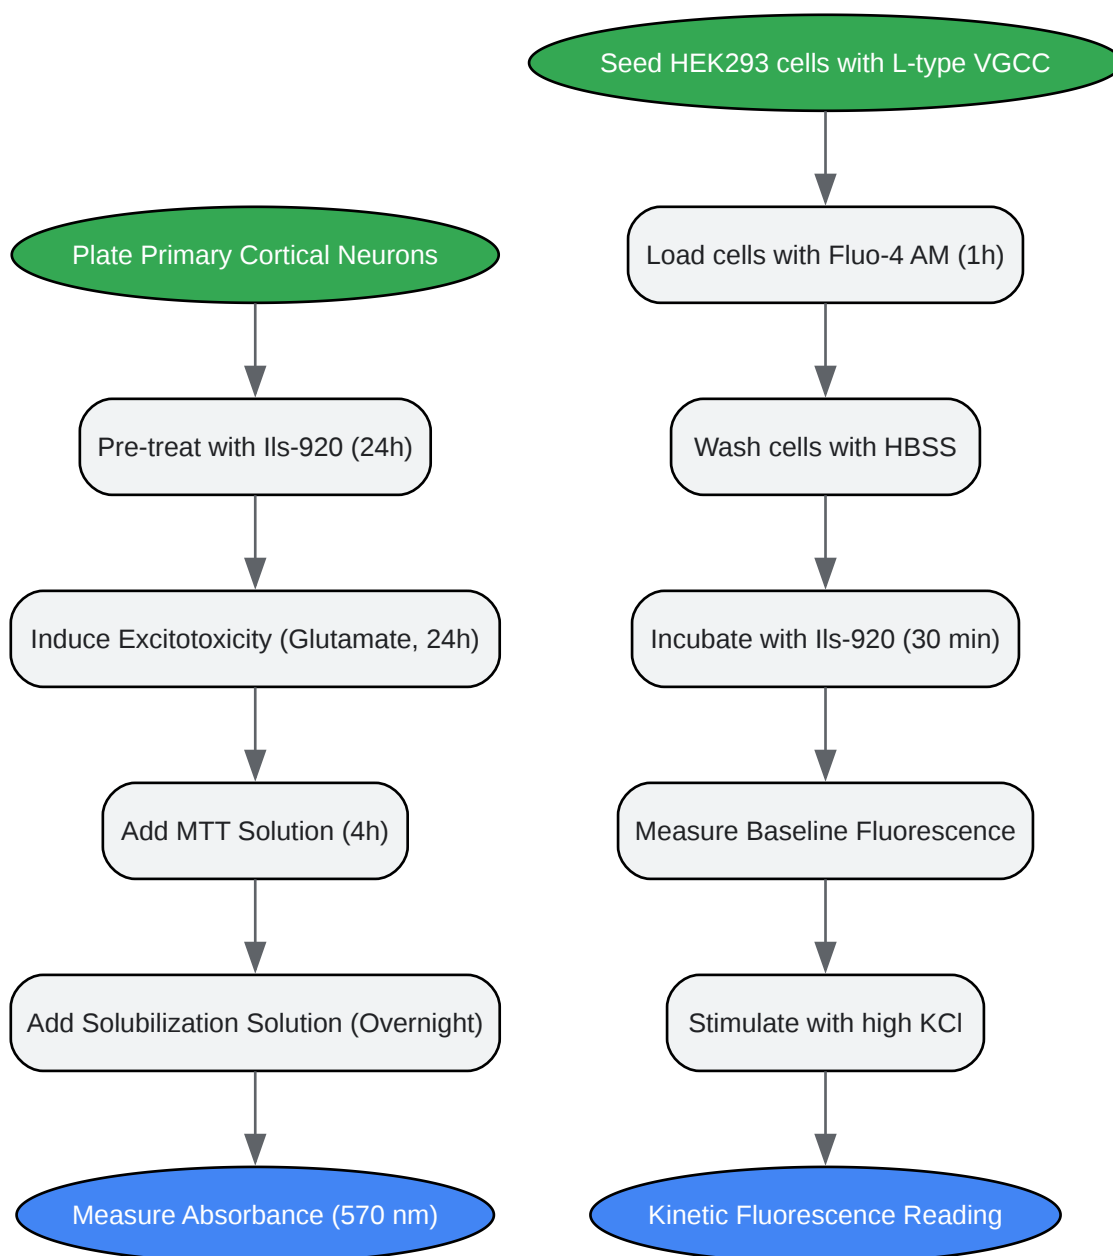 Seed HEK293 cells with L-type VGCC
Load cells with Fluo-4 AM (1h)
Wash cells with HBSS
Incubate with Ils-920 (30 min)
Measure Baseline Fluorescence
Stimulate with high KCl
Kinetic Fluorescence Reading
Plate Primary Cortical Neurons
Pre-treat with Ils-920 (24h)
Induce Excitotoxicity (Glutamate, 24h)
Add MTT Solution (4h)
Add Solubilization Solution (Overnight)
Measure Absorbance (570 nm)